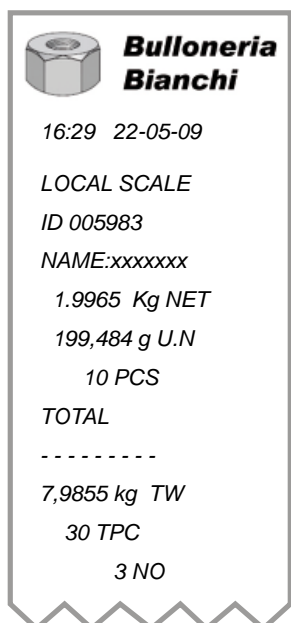 Bulloneria
Bianchi
16:29 22-05-09
LOCAL SCALE
ID 005983
NAME:xxxxxxx
1.9965 Kg NET
199,484 g U.N
10 PCS
TOTAL
- - - - - - - - -
7,9855 kg TW
30 TPC
3 NO